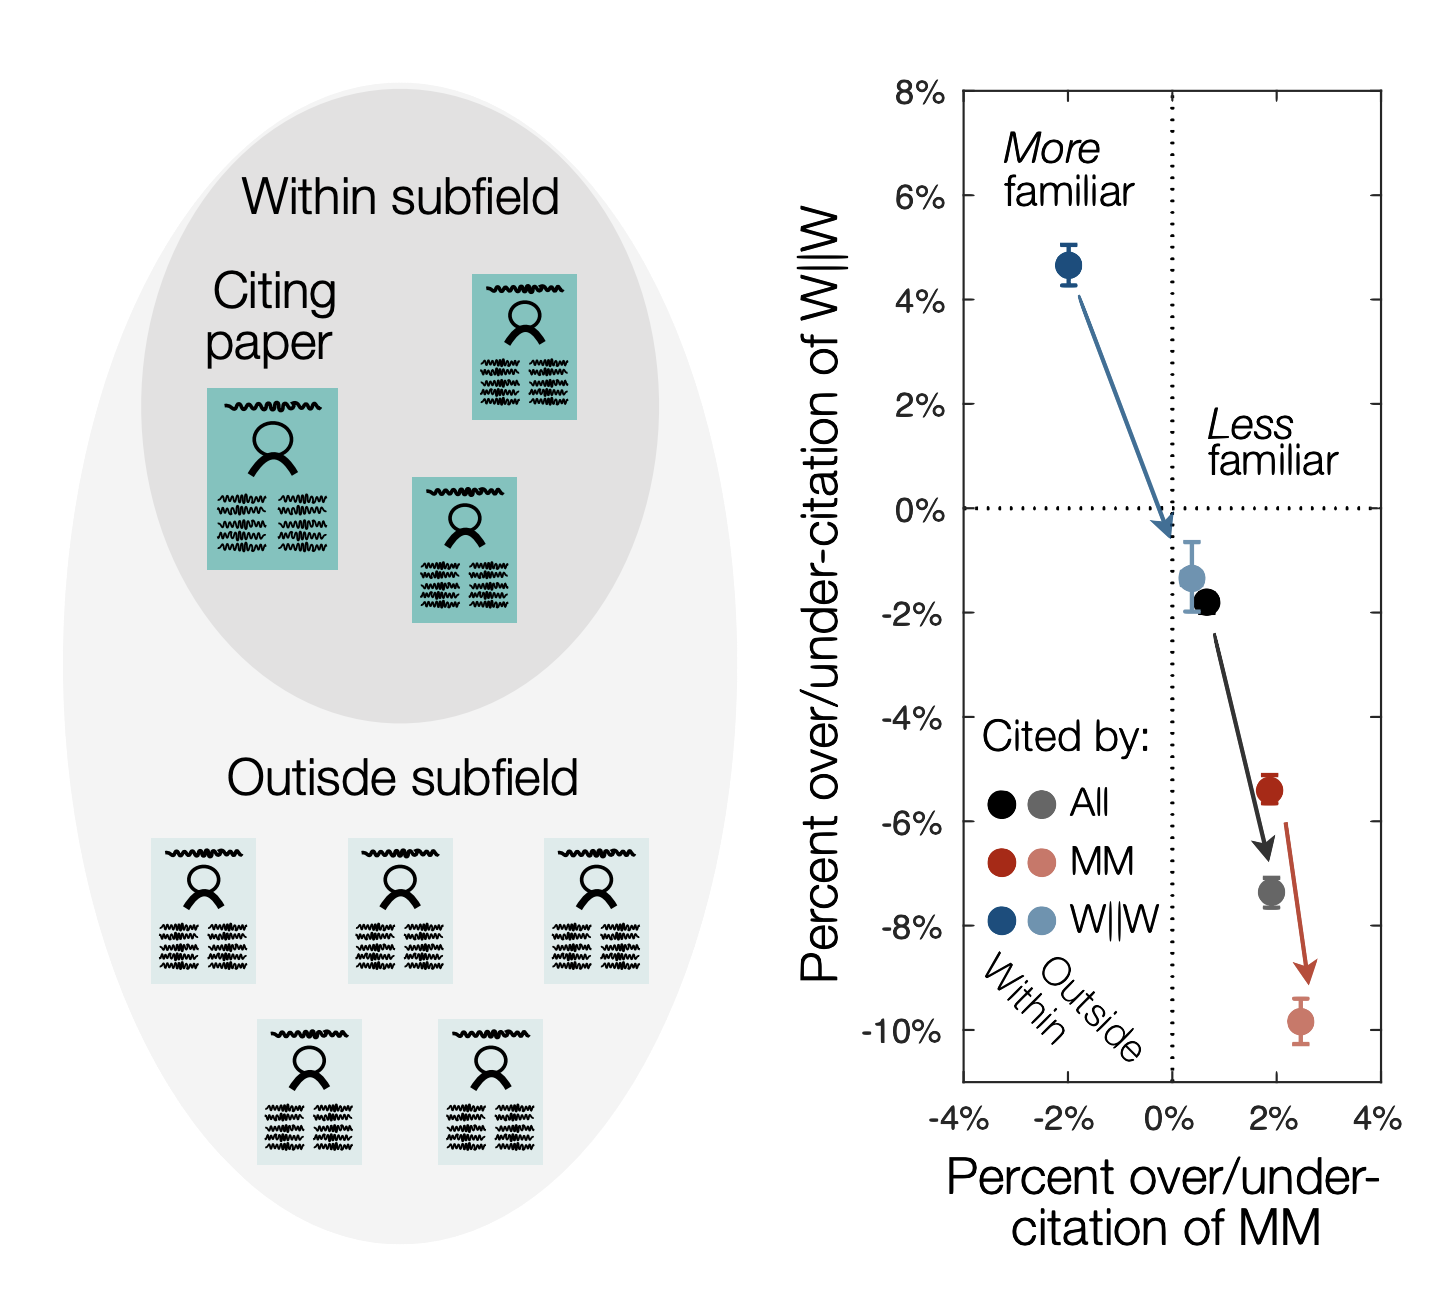 Within subfield
Citing
paper
Outisde subfield
Percent over/under-citation of W||W
8%
6%
4%
2%
0%
-2%
-4%
-6%
-8%
-10%
More
familiar
Less
familiar
Cited by:
All
MM
W||W
Within
Outside
-4%
-2%
0%
2%
4%
Percent over/under-
citation of MM